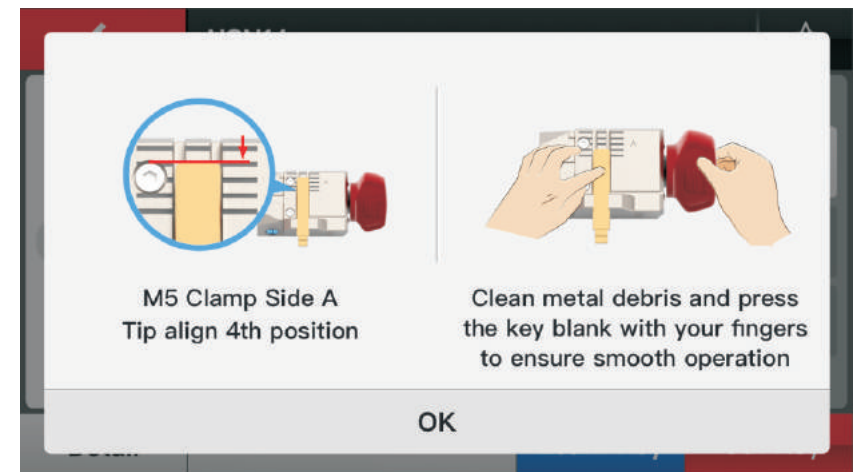 M5 Clamp Side A
Tip align 4th position
Clean metal debris and press
the key blank with your fingers
to ensure smooth operation
OK